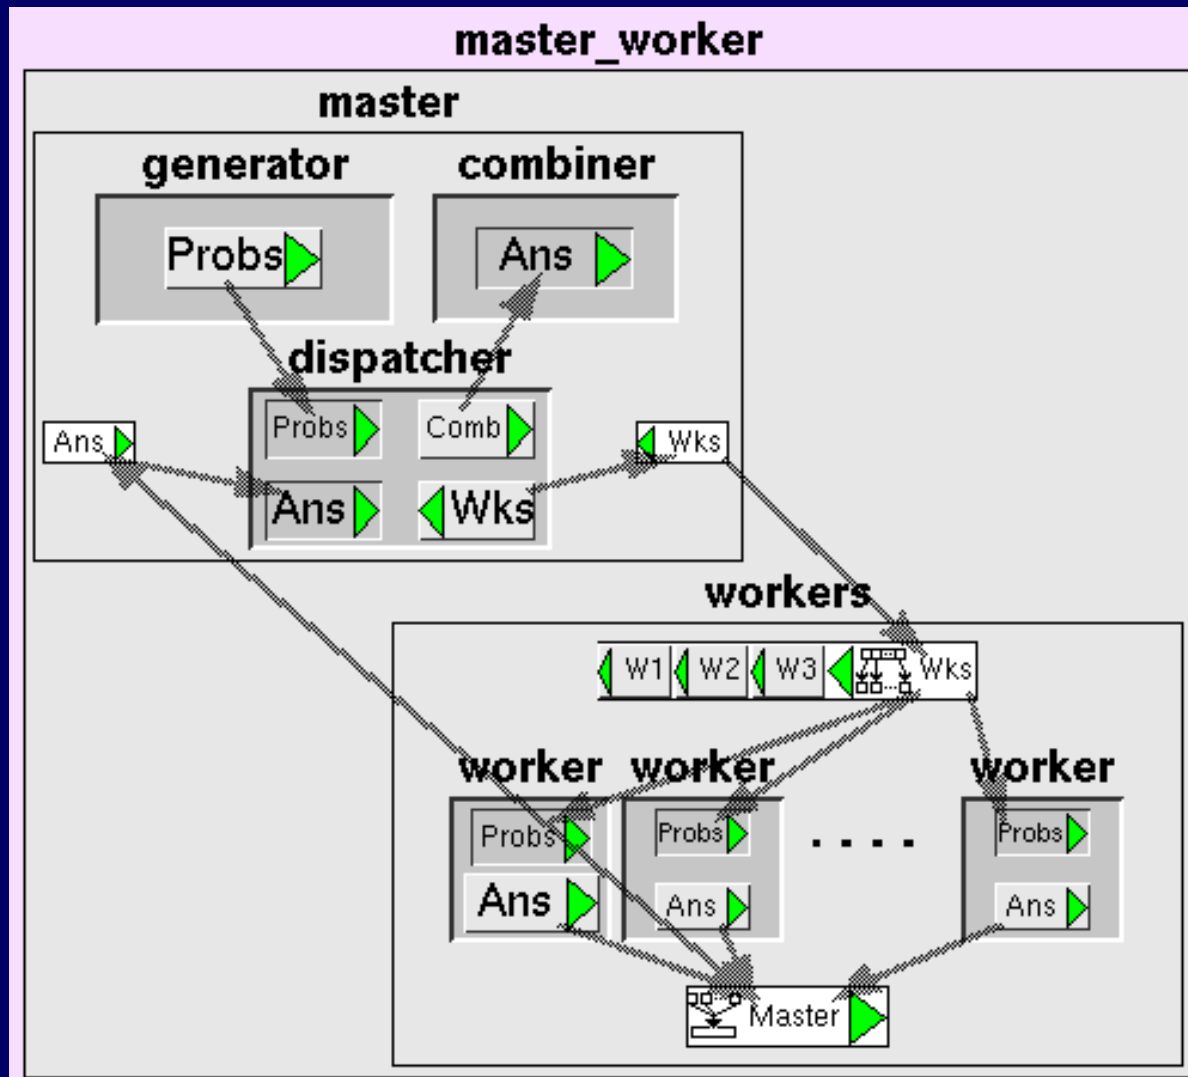 master_worker
master
generator combiner
Probs Ans
dispatcher
Probs Comb
Ans Wks
Ans Wks
workers
W1 W2 W3 Wks
worker worker worker
Probs Probs . . . . Probs
Ans Ans Ans
Master